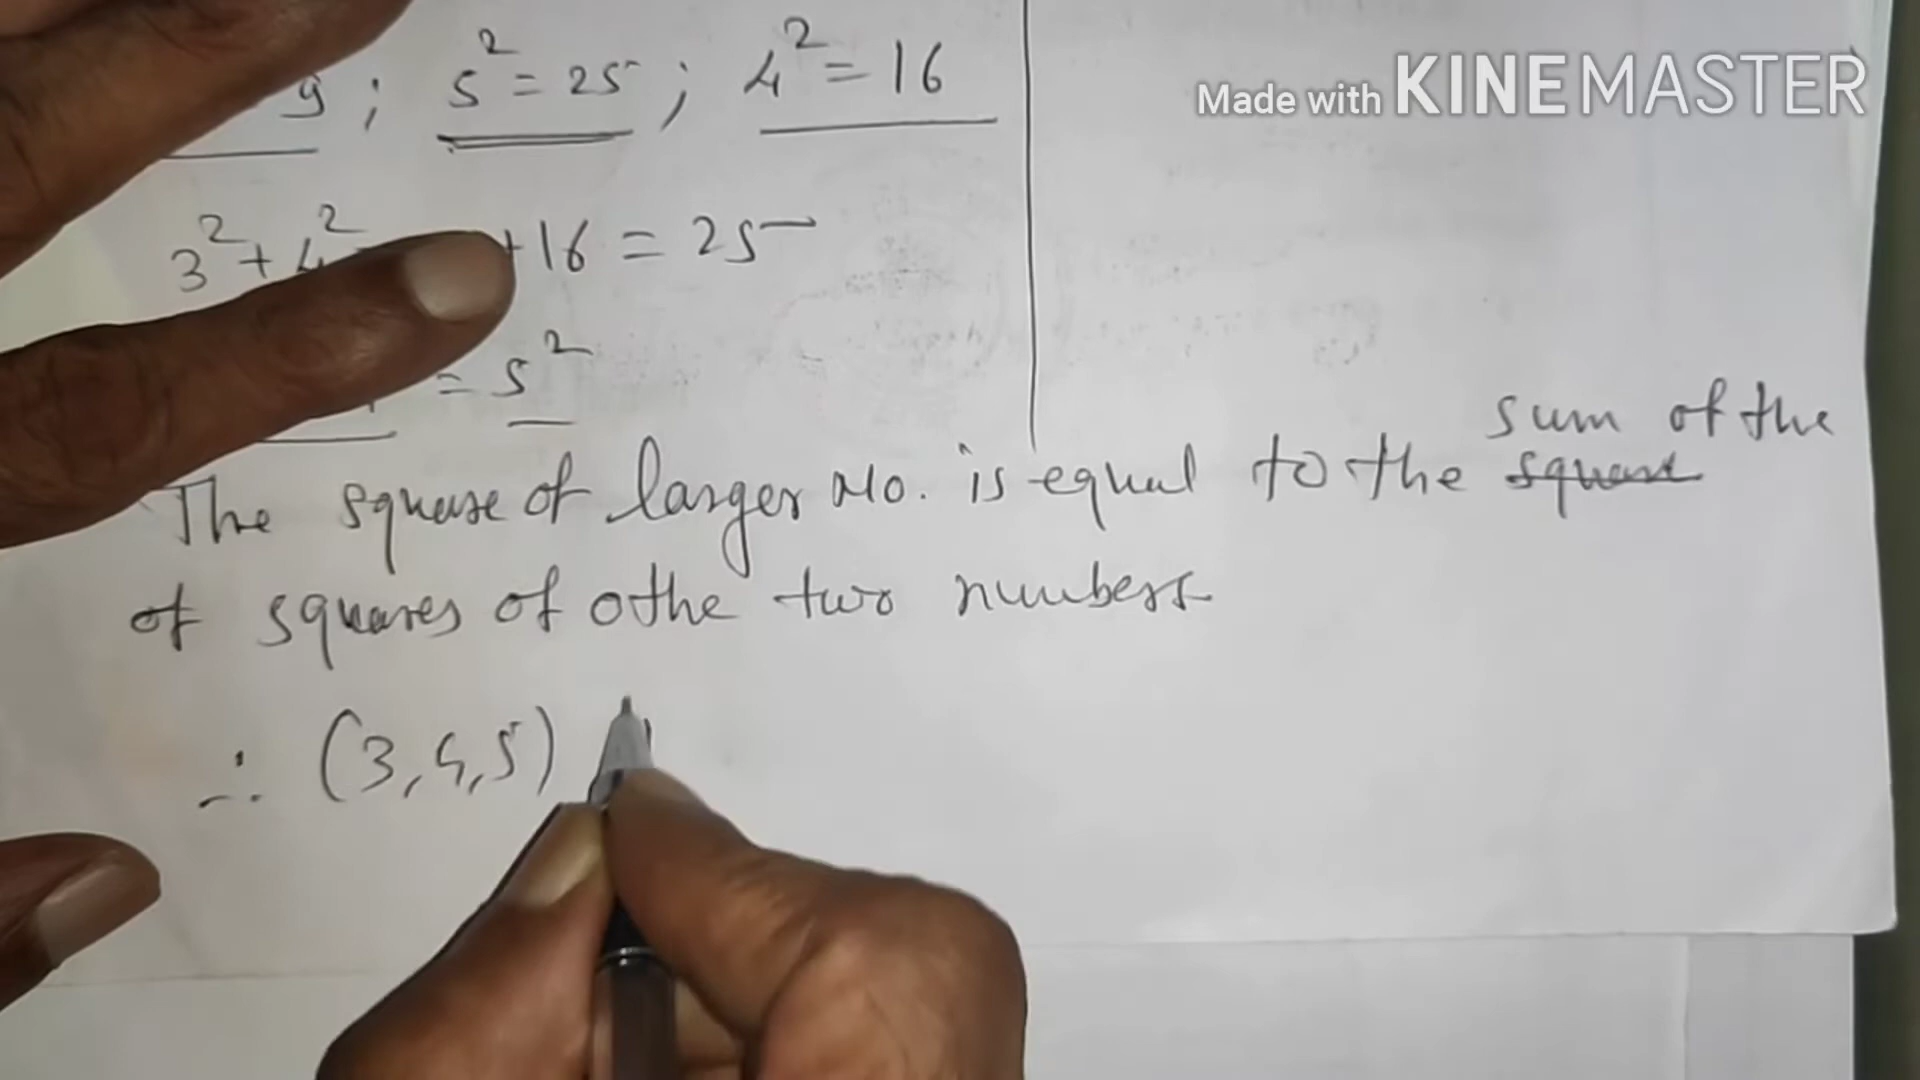 9 ; 5² = 25 ; 4² = 16
Made with KINEMASTER
3² + 4² +16 = 25
= 5²
sum of the
The square of larger No. is equal to the square
of squares of othe two numbers
∴ (3,4,5)